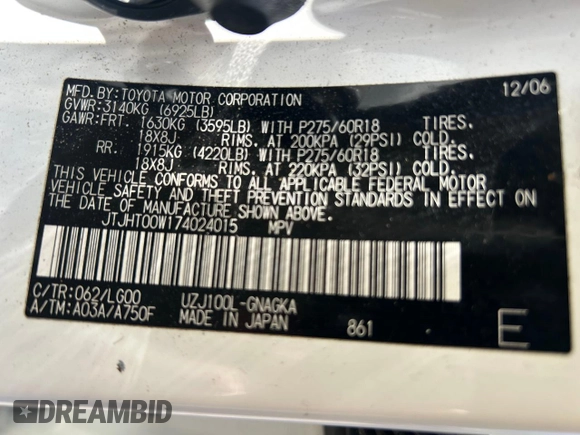 MFD. BY: TOYOTA MOTOR CORPORATION 12/06
GVWR: 3140KG (6925LB)
GAWR: FRT. 1630KG (3595LB) WITH P275/60R18 TIRES.
18X8J RIMS. AT 200KPA (29PSI) COLD.
RR. 1915KG (4220LB) WITH P275/60R18 TIRES.
18X8J RIMS. AT 220KPA (32PSI) COLD.
THIS VEHICLE CONFORMS TO ALL APPLICABLE FEDERAL MOTOR
VEHICLE SAFETY AND THEFT PREVENTION STANDARDS IN EFFECT ON
THE DATE OF MANUFACTURE SHOWN ABOVE.
JTJHT00W174024015 MPV
C/TR: 062/LG00 UZJ100L-GNAGKA
A/TM: A03A/A750F MADE IN JAPAN 861 E
DREAMBID